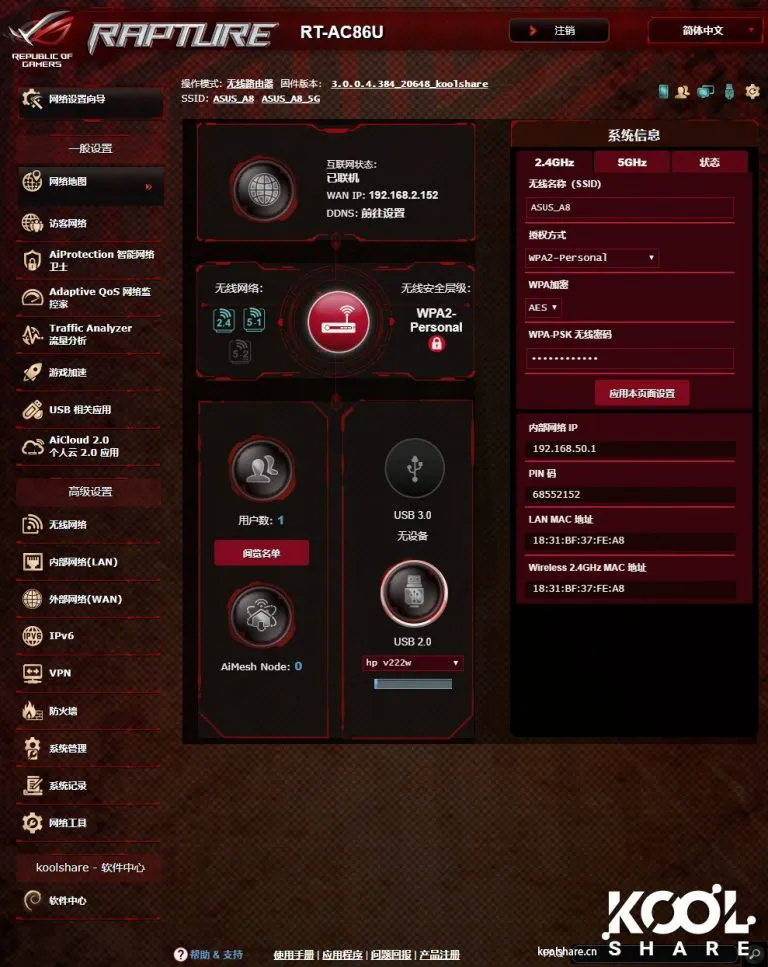 REPUBLIC OF
GAMERS
RAPTURE
RT-AC86U
注销
简体中文
操作模式: 无线路由器 固件版本: 3.0.0.4.384_20648_koolshare
SSID: ASUS_A8 ASUS_A8_5G
网络设置向导
一般设置
网络地图
访客网络
AiProtection 智能网络
卫士
Adaptive QoS 网络监
控家
Traffic Analyzer
流量分析
游戏加速
USB 相关应用
AiCloud 2.0
个人云 2.0 应用
高级设置
无线网络
内部网络(LAN)
外部网络(WAN)
IPV6
IPv6
VPN
防火墙
系统管理
系统记录
网络工具
koolshare - 软件中心
软件中心
互联网状态:
已联机
WAN IP: 192.168.2.152
DDNS: 前往设置
无线网络:
2.4
5-1
5-2
无线安全层级:
WPA2-
Personal
用户数: 1
阅览名单
AiMesh Node: 0
USB 3.0
无设备
USB 2.0
hp v222w
系统信息
2.4GHz
5GHz
状态
无线名称 (SSID)
ASUS_A8
授权方式
WPA2-Personal
WPA加密
AES
WPA-PSK 无线密码
••••••••••••
应用本页面设置
内部网络 IP
192.168.50.1
PIN 码
68552152
LAN MAC 地址
18:31:BF:37:FE:A8
Wireless 2.4GHz MAC 地址
18:31:BF:37:FE:A8
帮助 & 支持
使用手册 | 应用程序 | 问题回报 | 产品注册
koolshare.cn
KOOL
SHARE